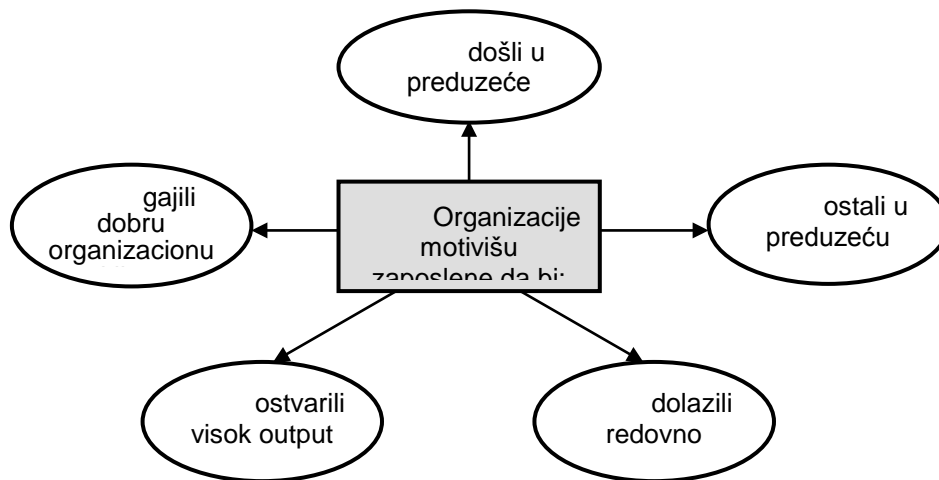 došli u
preduzeće
gajili
dobru
organizacionu
Organizacije
motivišu
zaposlene da bi:
ostali u
preduzeću
ostvarili
visok output
dolazili
redovno